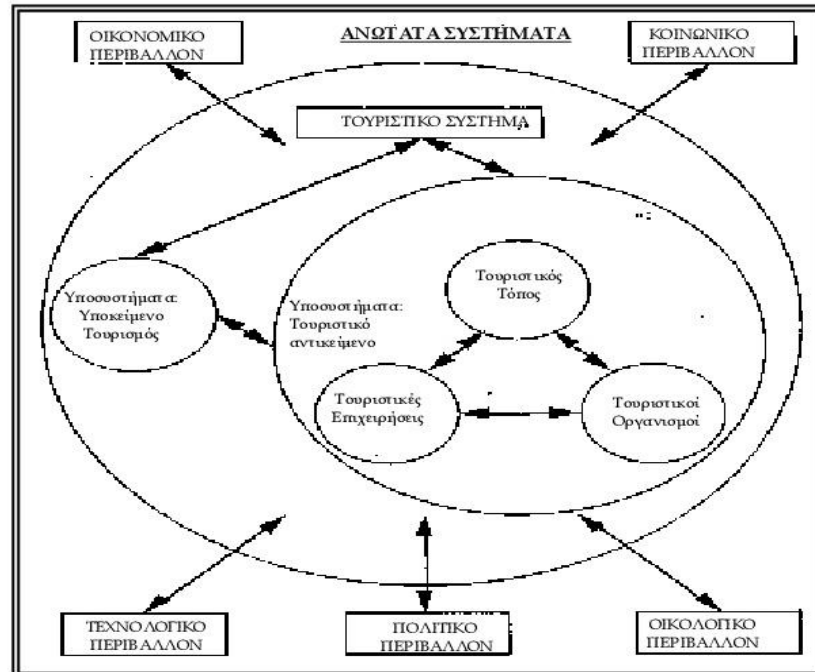 ΟΙΚΟΝΟΜΙΚΟ
ΠΕΡΙΒΑΛΛΟΝ
ΑΝΩΤΑΤΑ ΣΥΣΤΗΜΑΤΑ
ΚΟΙΝΩΝΙΚΟ
ΠΕΡΙΒΑΛΛΟΝ
ΤΟΥΡΙΣΤΙΚΟ ΣΥΣΤΗΜΑ
Υποσυστήματα:
Υποκείμενο
Τουρισμός
Υποσυστήματα:
Τουριστικό
αντικείμενο
Τουριστικός
Τόπος
Τουριστικές
Επιχειρήσεις
Τουριστικοί
Οργανισμοί
ΤΕΧΝΟΛΟΓΙΚΟ
ΠΕΡΙΒΑΛΛΟΝ
ΠΟΛΙΤΙΚΟ
ΠΕΡΙΒΑΛΛΟΝ
ΟΙΚΟΛΟΓΙΚΟ
ΠΕΡΙΒΑΛΛΟΝ